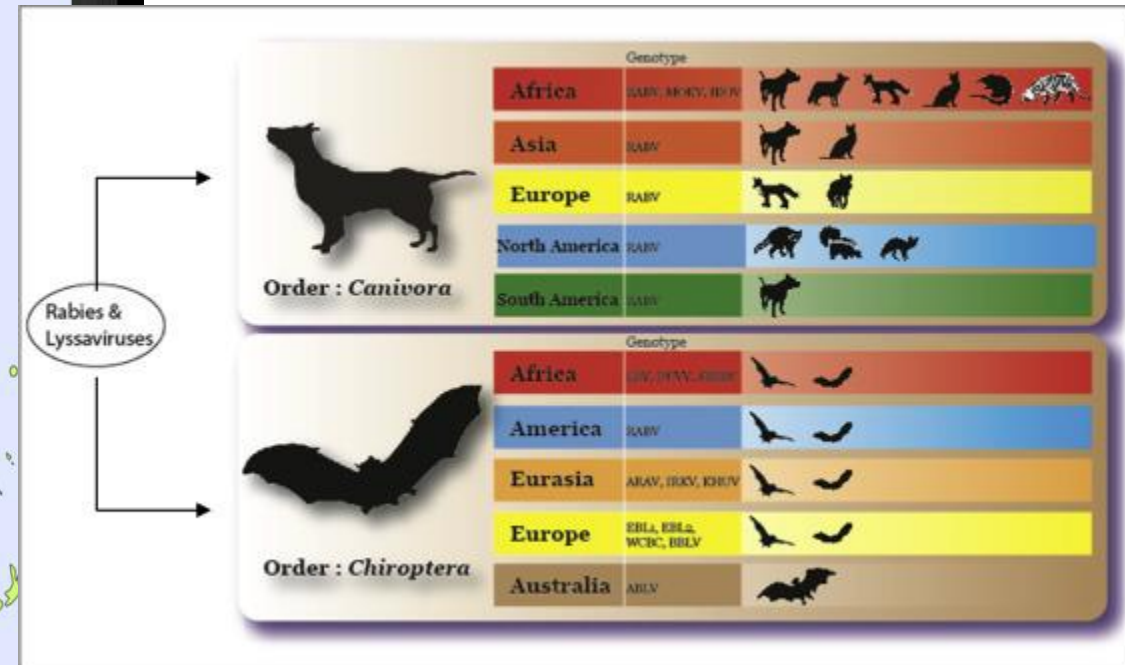 Rabies &
Lyssaviruses
Genotype
Africa RABV, MOKV,
Asia RABV
Europe RABV
North America RABV
South America RABV
Order : Canivora
Genotype
Africa
America RABV
Eurasia ARAV, IRKV, KHUV
Europe EBL1, EBL2,
WCBC, BBLV
Australia ABLV
Order : Chiroptera